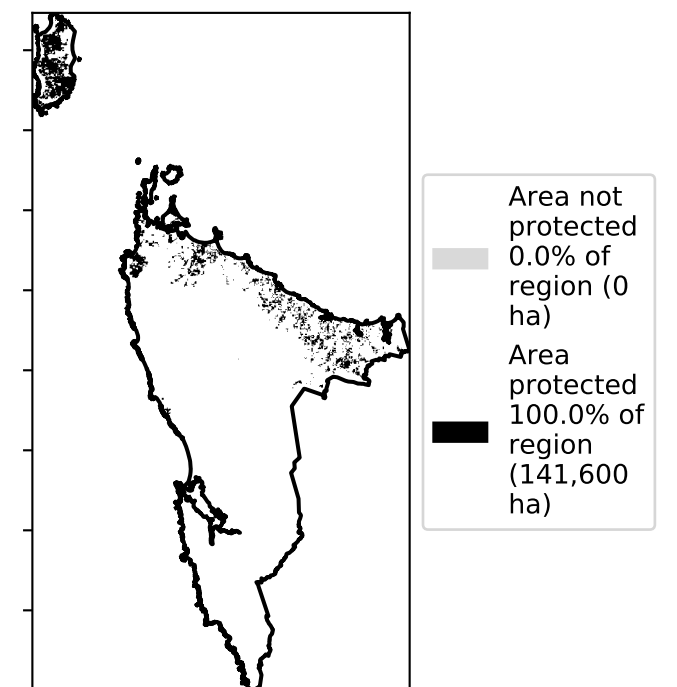 Area not
protected
0.0% of
region (0
ha)
Area
protected
100.0% of
region
(141,600
ha)